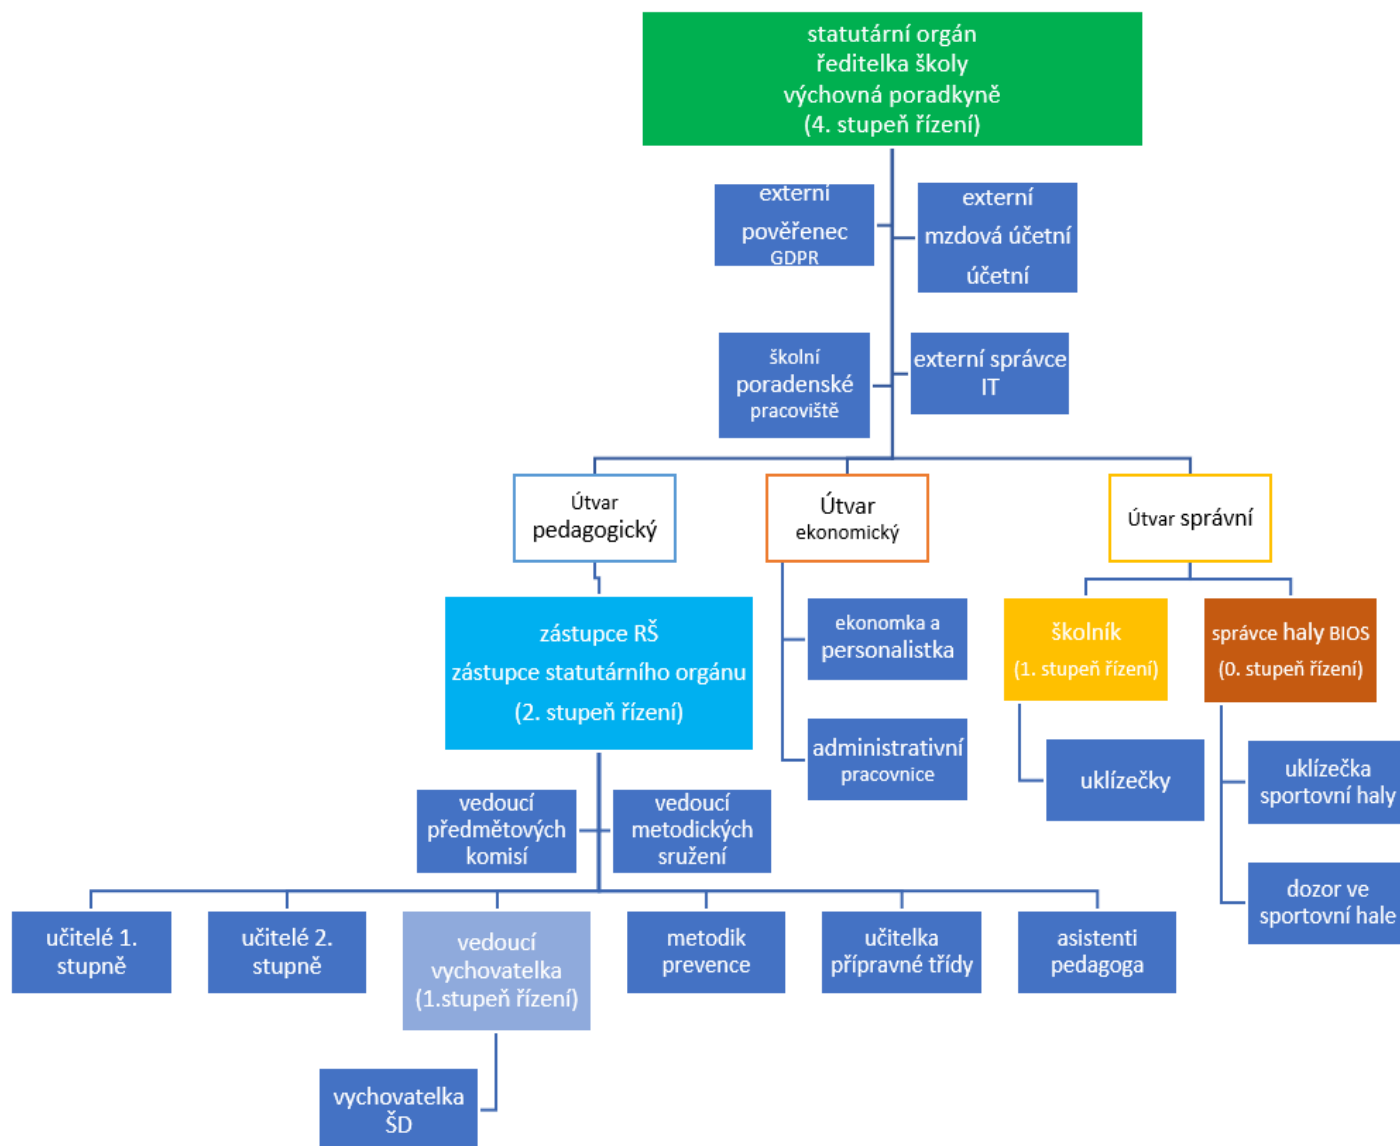 statutární orgán
ředitelka školy
výchovná poradkyně
(4. stupeň řízení)
externí
pověřenec
GDPR
externí
mzdová účetní
účetní
školní
poradenské
pracoviště
externí správce
IT
Útvar
pedagogický
Útvar
ekonomický
Útvar správní
zástupce RŠ
zástupce statutárního orgánu
(2. stupeň řízení)
ekonomka a
personalistka
administrativní
pracovnice
školník
(1. stupeň řízení)
správce haly BIOS
(0. stupeň řízení)
uklízečky
uklízečka
sportovní haly
dozor ve
sportovní hale
vedoucí
předmětových
komisí
vedoucí
metodických
sružení
učitelé 1.
stupně
učitelé 2.
stupně
vedoucí
vychovatelka
(1.stupeň řízení)
metodik
prevence
učitelka
přípravné třídy
asistenti
pedagoga
vychovatelka
ŠD